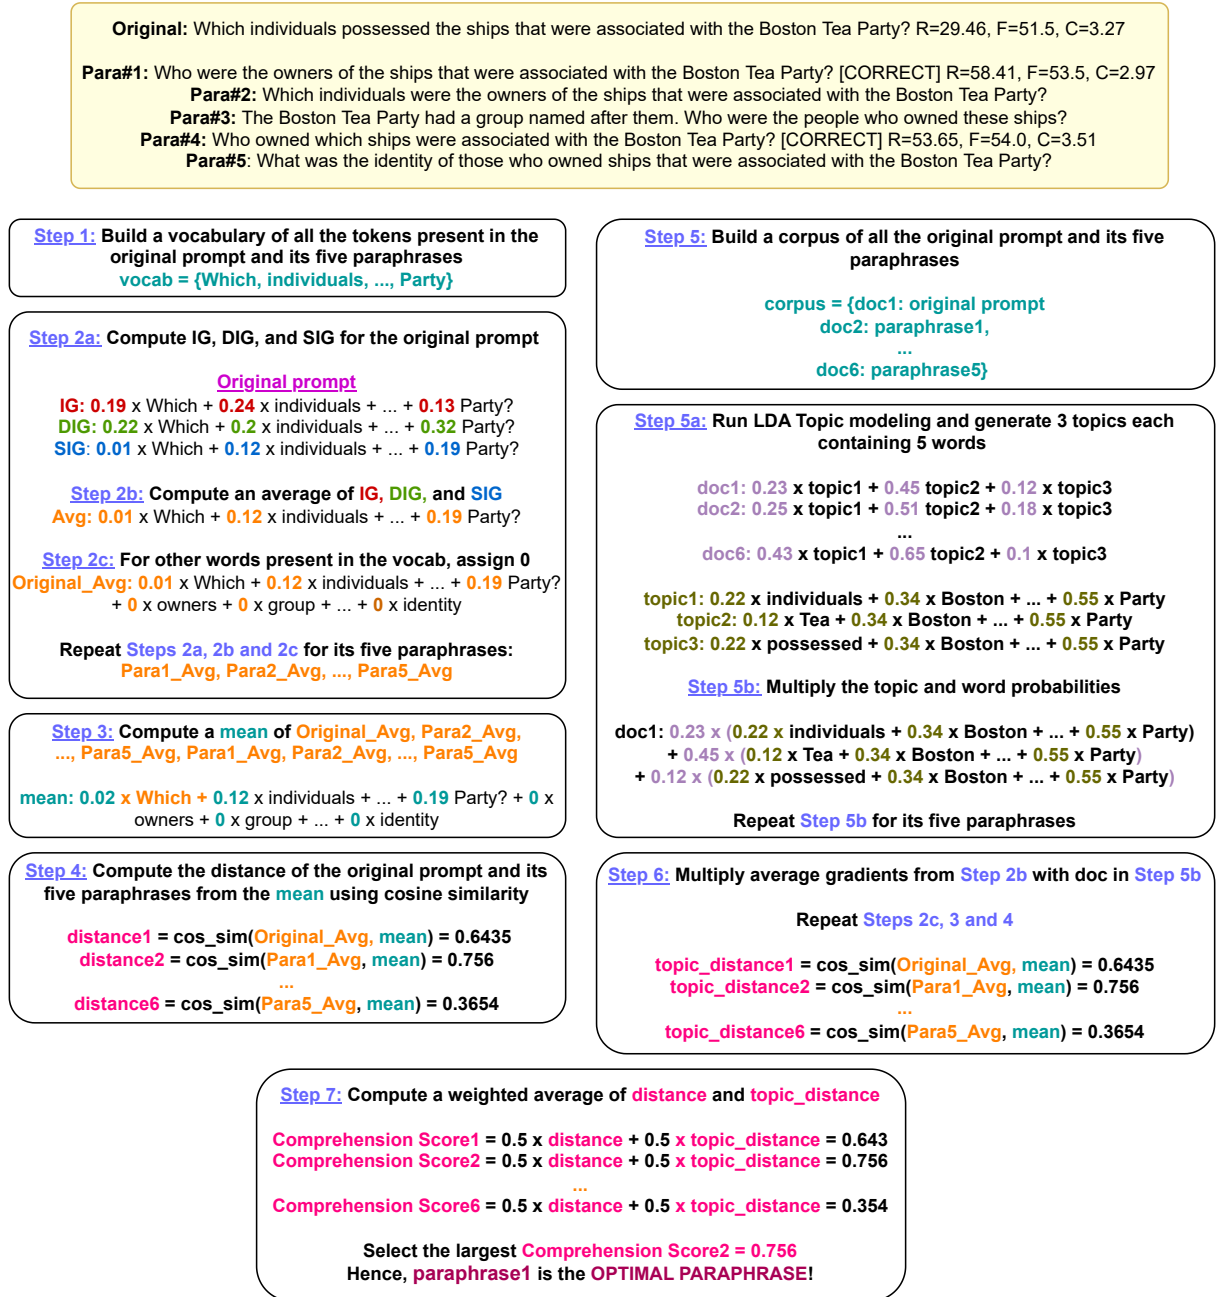 Original: Which individuals possessed the ships that were associated with the Boston Tea Party? R=29.46, F=51.5, C=3.27
Para#1: Who were the owners of the ships that were associated with the Boston Tea Party? [CORRECT] R=58.41, F=53.5, C=2.97
Para#2: Which individuals were the owners of the ships that were associated with the Boston Tea Party?
Para#3: The Boston Tea Party had a group named after them. Who were the people who owned these ships?
Para#4: Who owned which ships were associated with the Boston Tea Party? [CORRECT] R=53.65, F=54.0, C=3.51
Para#5: What was the identity of those who owned ships that were associated with the Boston Tea Party?
Step 1: Build a vocabulary of all the tokens present in the
original prompt and its five paraphrases
vocab = {Which, individuals, ..., Party}
Step 2a: Compute IG, DIG, and SIG for the original prompt
Original prompt
IG: 0.19 x Which + 0.24 x individuals + ... + 0.13 Party?
DIG: 0.22 x Which + 0.2 x individuals + ... + 0.32 Party?
SIG: 0.01 x Which + 0.12 x individuals + ... + 0.19 Party?
Step 2b: Compute an average of IG, DIG, and SIG
Avg: 0.01 x Which + 0.12 x individuals + ... + 0.19 Party?
Step 2c: For other words present in the vocab, assign 0
Original_Avg: 0.01 x Which + 0.12 x individuals + ... + 0.19 Party?
+ 0 x owners + 0 x group + ... + 0 x identity
Repeat Steps 2a, 2b and 2c for its five paraphrases:
Para1_Avg, Para2_Avg, ..., Para5_Avg
Step 3: Compute a mean of Original_Avg, Para2_Avg,
..., Para5_Avg, Para1_Avg, Para2_Avg, ..., Para5_Avg
mean: 0.02 x Which + 0.12 x individuals + ... + 0.19 Party? + 0 x
owners + 0 x group + ... + 0 x identity
Step 4: Compute the distance of the original prompt and its
five paraphrases from the mean using cosine similarity
distance1 = cos_sim(Original_Avg, mean) = 0.6435
distance2 = cos_sim(Para1_Avg, mean) = 0.756
...
distance6 = cos_sim(Para5_Avg, mean) = 0.3654
Step 5: Build a corpus of all the original prompt and its five
paraphrases
corpus = {doc1: original prompt
doc2: paraphrase1,
...
doc6: paraphrase5}
Step 5a: Run LDA Topic modeling and generate 3 topics each
containing 5 words
doc1: 0.23 x topic1 + 0.45 topic2 + 0.12 x topic3
doc2: 0.25 x topic1 + 0.51 topic2 + 0.18 x topic3
...
doc6: 0.43 x topic1 + 0.65 topic2 + 0.1 x topic3
topic1: 0.22 x individuals + 0.34 x Boston + ... + 0.55 x Party
topic2: 0.12 x Tea + 0.34 x Boston + ... + 0.55 x Party
topic3: 0.22 x possessed + 0.34 x Boston + ... + 0.55 x Party
Step 5b: Multiply the topic and word probabilities
doc1: 0.23 x (0.22 x individuals + 0.34 x Boston + ... + 0.55 x Party)
+ 0.45 x (0.12 x Tea + 0.34 x Boston + ... + 0.55 x Party)
+ 0.12 x (0.22 x possessed + 0.34 x Boston + ... + 0.55 x Party)
Repeat Step 5b for its five paraphrases
Step 6: Multiply average gradients from Step 2b with doc in Step 5b
Repeat Steps 2c, 3 and 4
topic_distance1 = cos_sim(Original_Avg, mean) = 0.6435
topic_distance2 = cos_sim(Para1_Avg, mean) = 0.756
...
topic_distance6 = cos_sim(Para5_Avg, mean) = 0.3654
Step 7: Compute a weighted average of distance and topic_distance
Comprehension Score1 = 0.5 x distance + 0.5 x topic_distance = 0.643
Comprehension Score2 = 0.5 x distance + 0.5 x topic_distance = 0.756
...
Comprehension Score6 = 0.5 x distance + 0.5 x topic_distance = 0.354
Select the largest Comprehension Score2 = 0.756
Hence, paraphrase1 is the OPTIMAL PARAPHRASE!